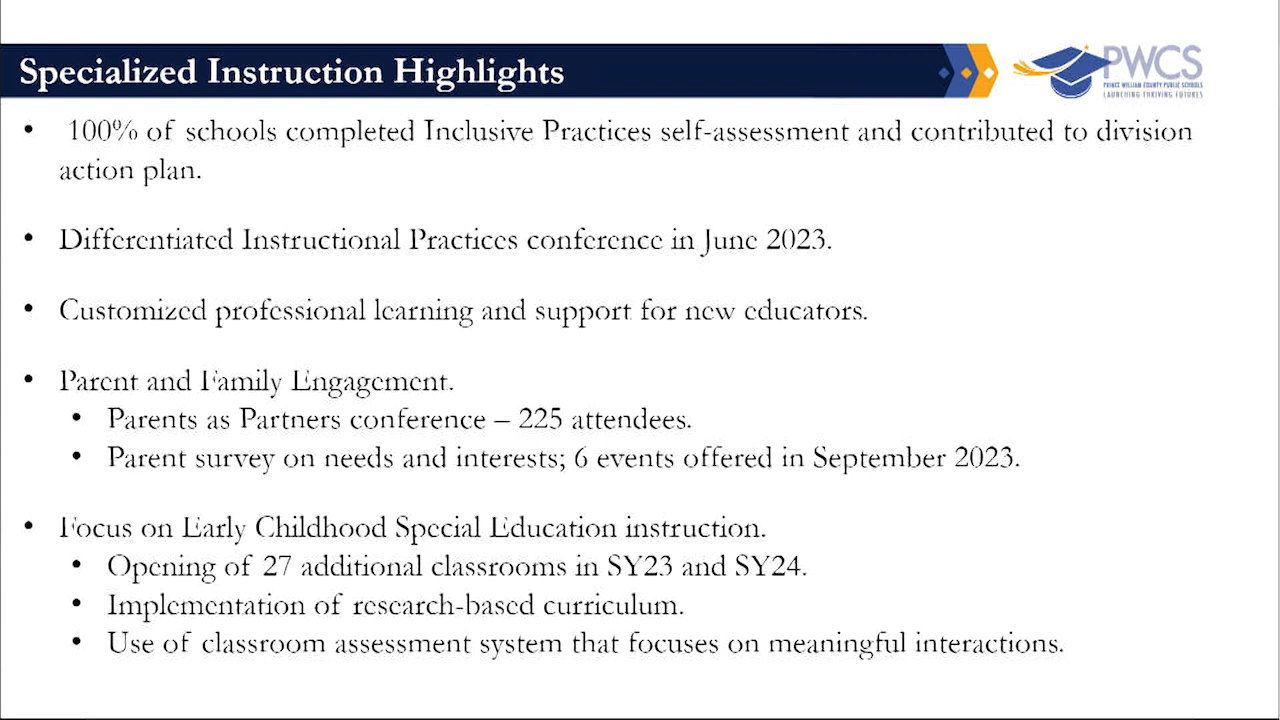 Specialized Instruction Highlights
PWCS
PRINCE WILLIAM COUNTY PUBLIC SCHOOLS
LAUNCHING THRIVING FUTURES
• 100% of schools completed Inclusive Practices self-assessment and contributed to division
action plan.
• Differentiated Instructional Practices conference in June 2023.
• Customized professional learning and support for new educators.
• Parent and Family Engagement.
• Parents as Partners conference – 225 attendees.
• Parent survey on needs and interests; 6 events offered in September 2023.
• Focus on Early Childhood Special Education instruction.
• Opening of 27 additional classrooms in SY23 and SY24.
• Implementation of research-based curriculum.
• Use of classroom assessment system that focuses on meaningful interactions.